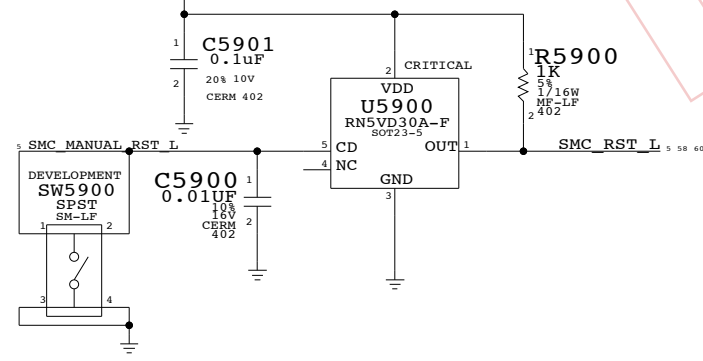 1 C5901
0.1uF
2 20% 10V
CERM 402
2 CRITICAL
VDD
U5900
RN5VD30A-F
SOT23-5
1 R5900
1K
5%
1/16W
MF-LF
2 402
5 SMC_MANUAL_RST_L
5 CD
OUT 1
SMC_RST_L 5 58 60
4 NC
GND
3
DEVELOPMENT
SW5900
SPST
SM-LF
1 2
3 4
C5900 1
0.01UF
10%
16V
CERM 2
402